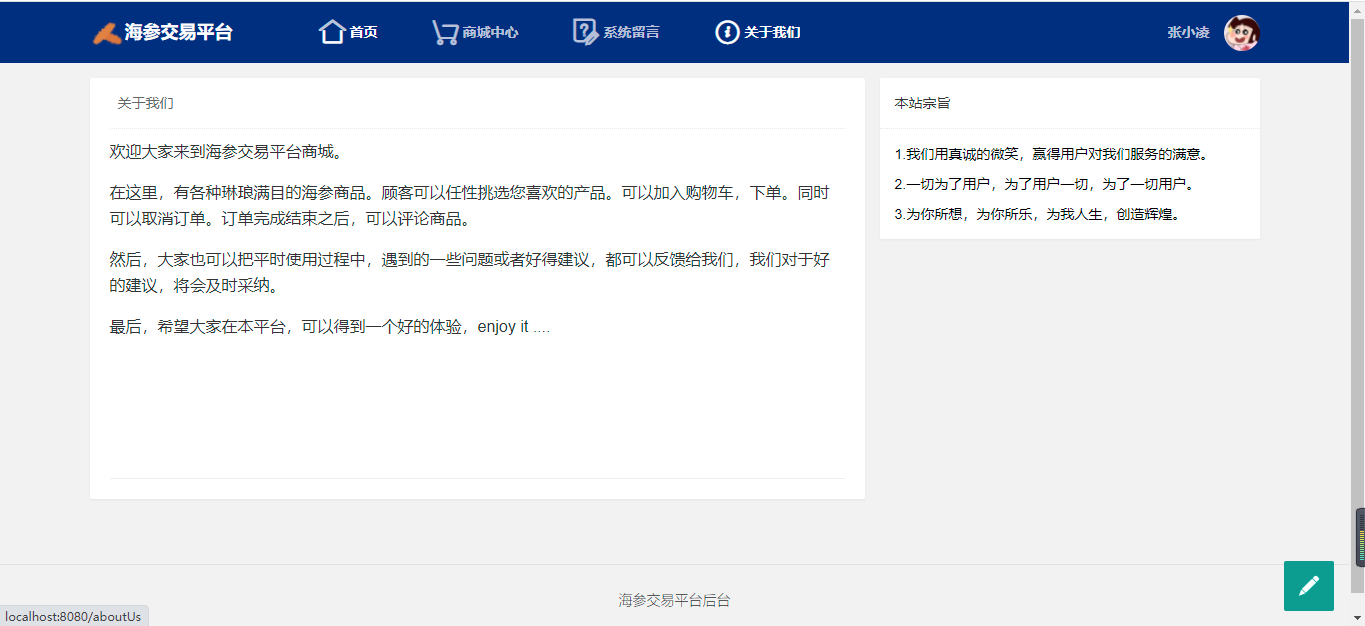 海参交易平台
首页
商城中心
系统留言
关于我们
张小凌
关于我们
欢迎大家来到海参交易平台商城。
在这里，有各种琳琅满目的海参商品。顾客可以任性挑选您喜欢的产品。可以加入购物车，下单。同时
可以取消订单。订单完成结束之后，可以评论商品。
然后，大家也可以把平时使用过程中，遇到的一些问题或者好得建议，都可以反馈给我们，我们对于好
的建议，将会及时采纳。
最后，希望大家在本平台，可以得到一个好的体验，enjoy it ....
本站宗旨
1.我们用真诚的微笑，赢得用户对我们服务的满意。
2.一切为了用户，为了用户一切，为了一切用户。
3.为你所想，为你所乐，为我人生，创造辉煌。
海参交易平台后台
localhost:8080/aboutUs